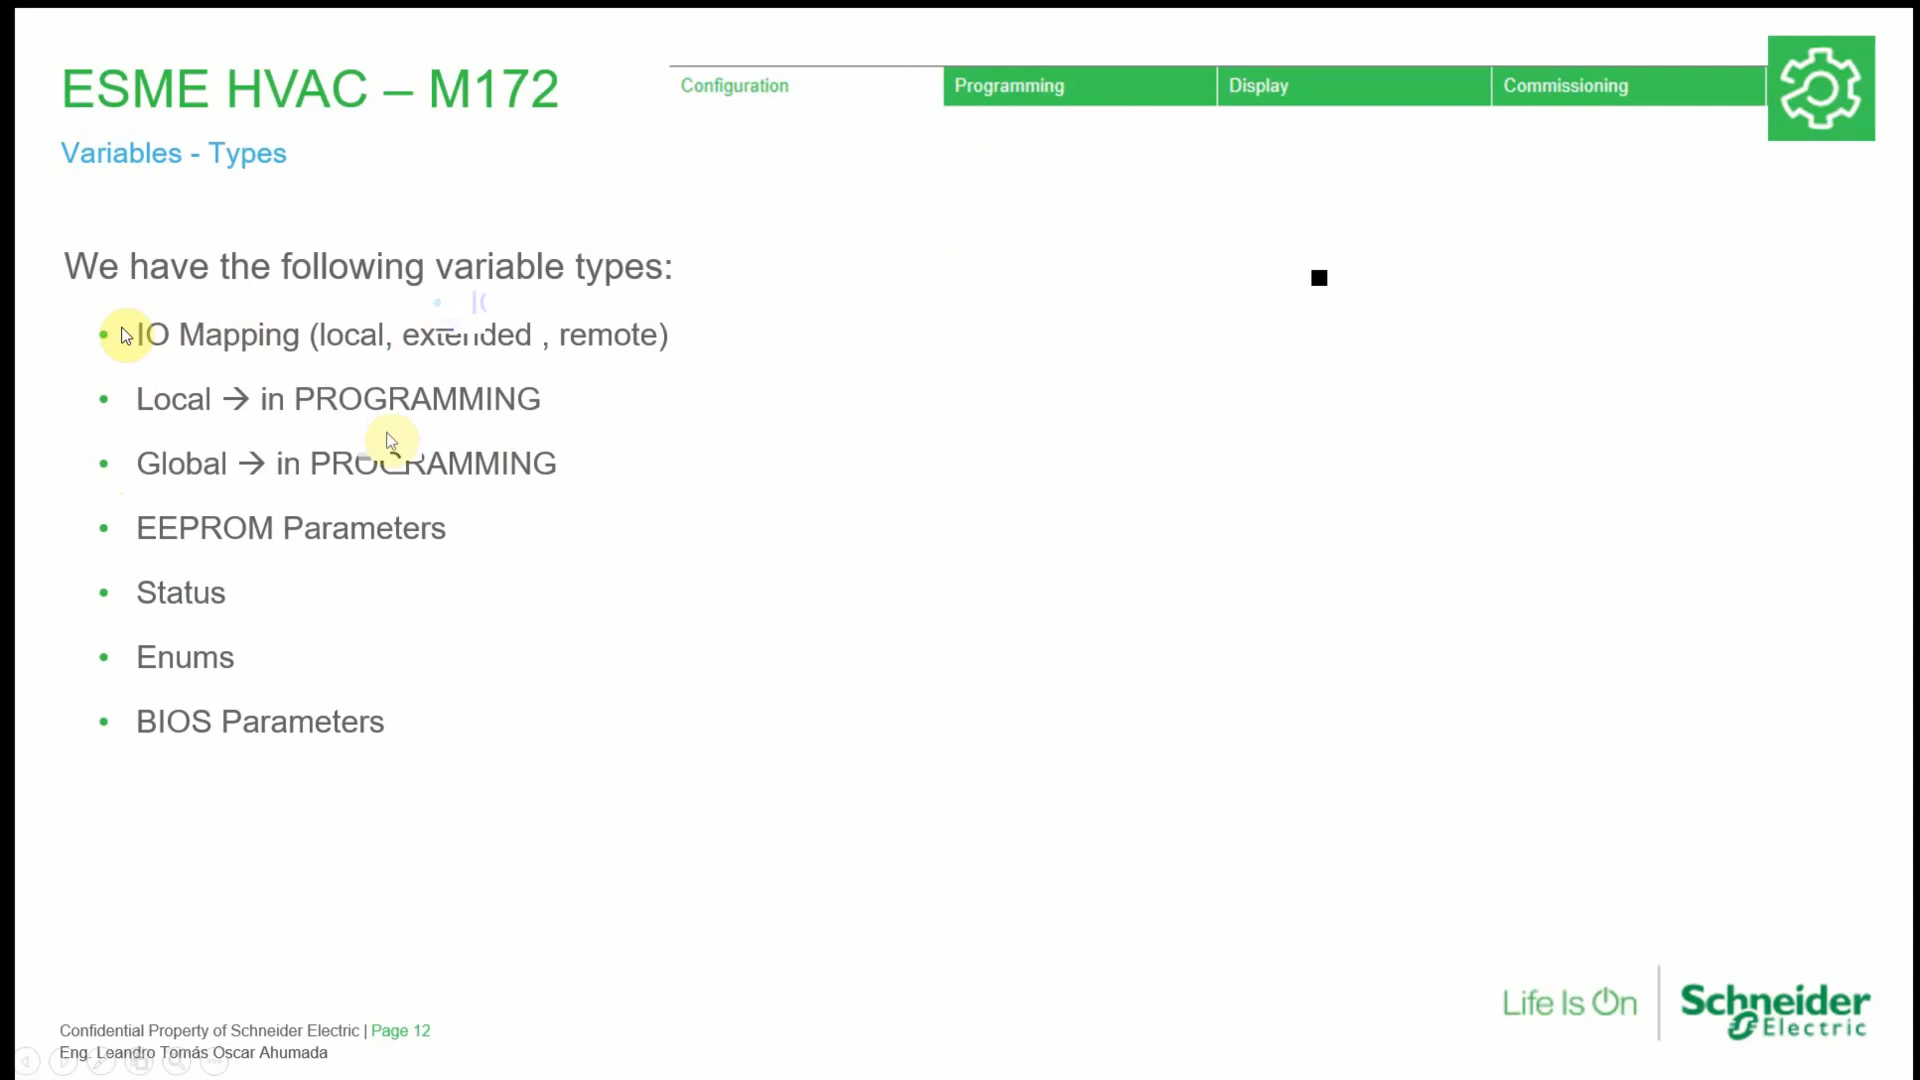 ESME HVAC – M172
Configuration
Programming
Display
Commissioning
Variables - Types
We have the following variable types:
• IO Mapping (local, extended , remote)
• Local → in PROGRAMMING
• Global → in PROGRAMMING
• EEPROM Parameters
• Status
• Enums
• BIOS Parameters
Life Is On
Schneider
Electric
Confidential Property of Schneider Electric | Page 12
Eng. Leandro Tomás Oscar Ahumada